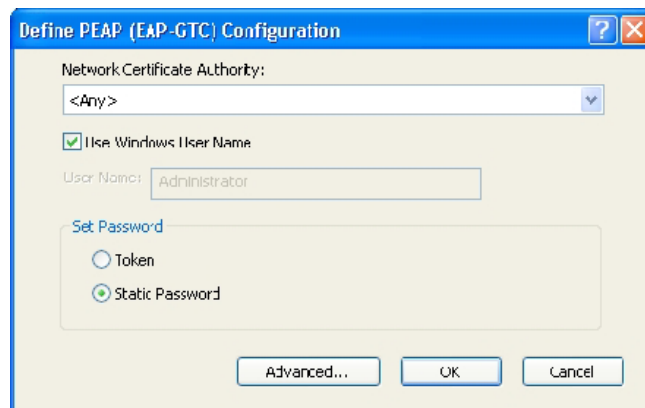 Define PEAP (EAP-GTC) Configuration
Network Certificate Authority:
<Any>
Use Windows User Name
User Name: Administrator
Set Password
Token
Static Password
Advanced... OK Cancel